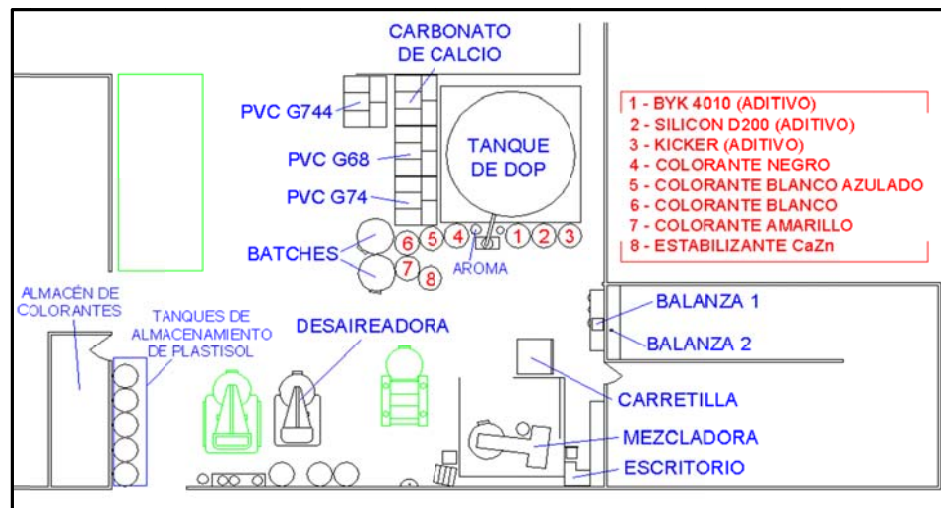 CARBONATO
DE CALCIO
PVC G744
PVC G68
PVC G74
TANQUE
DE DOP
BATCHES
6
5
4
1
2
3
7
8
AROMA
1 - BYK 4010 (ADITIVO)
2 - SILICON D200 (ADITIVO)
3 - KICKER (ADITIVO)
4 - COLORANTE NEGRO
5 - COLORANTE BLANCO AZULADO
6 - COLORANTE BLANCO
7 - COLORANTE AMARILLO
8 - ESTABILIZANTE CaZn
ALMACÉN DE
COLORANTES
TANQUES DE
ALMACENAMIENTO
DE PLASTISOL
DESAIREADORA
BALANZA 1
BALANZA 2
CARRETILLA
MEZCLADORA
ESCRITORIO